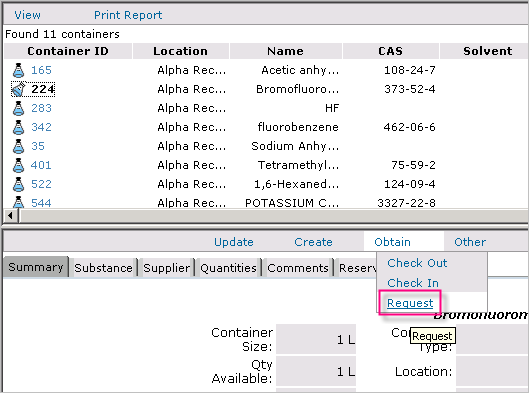 View Print Report
Found 11 containers
Container ID Location Name CAS Solvent
165 Alpha Rec... Acetic anhy... 108-24-7
224 Alpha Rec... Bromofluoro... 373-52-4
283 Alpha Rec... HF
342 Alpha Rec... fluorobenzene 462-06-6
35 Alpha Rec... Sodium Anhy...
401 Alpha Rec... Tetramethyl... 75-59-2
522 Alpha Rec... 1,6-Hexaned... 124-09-4
544 Alpha Rec... POTASSIUM C... 3327-22-8
Update Create Obtain Other
Summary Substance Supplier Quantities Comments Reserv
Check Out
Check In
Request
Request
Container Size: 1 L
Type:
Qty Available: 1 L Location: